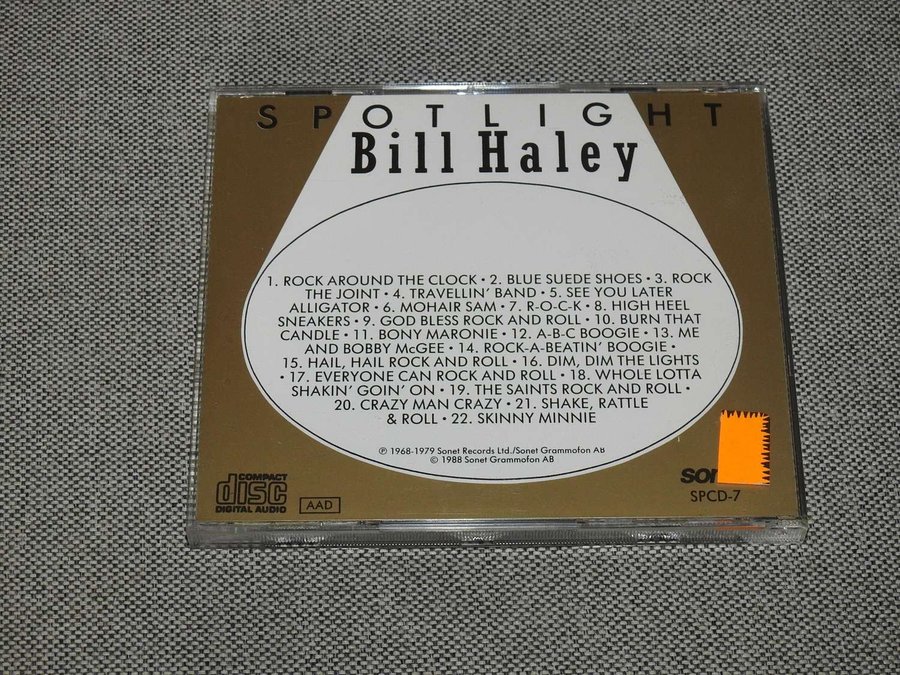 SPOTLIGHT
Bill Haley
1. ROCK AROUND THE CLOCK • 2. BLUE SUEDE SHOES • 3. ROCK
THE JOINT • 4. TRAVELLIN' BAND • 5. SEE YOU LATER
ALLIGATOR • 6. MOHAIR SAM • 7. R-O-C-K • 8. HIGH HEEL
SNEAKERS • 9. GOD BLESS ROCK AND ROLL • 10. BURN THAT
CANDLE • 11. BONY MARONIE • 12. A-B-C BOOGIE • 13. ME
AND BOBBY McGEE • 14. ROCK-A-BEATIN' BOOGIE •
15. HAIL, HAIL ROCK AND ROLL • 16. DIM, DIM THE LIGHTS
• 17. EVERYONE CAN ROCK AND ROLL • 18. WHOLE LOTTA
SHAKIN' GOIN' ON • 19. THE SAINTS ROCK AND ROLL •
20. CRAZY MAN CRAZY • 21. SHAKE, RATTLE
& ROLL • 22. SKINNY MINNIE
℗ 1968-1979 Sonet Records Ltd./Sonet Grammofon AB
© 1988 Sonet Grammofon AB
COMPACT
disc
DIGITAL AUDIO
AAD
SPCD-7